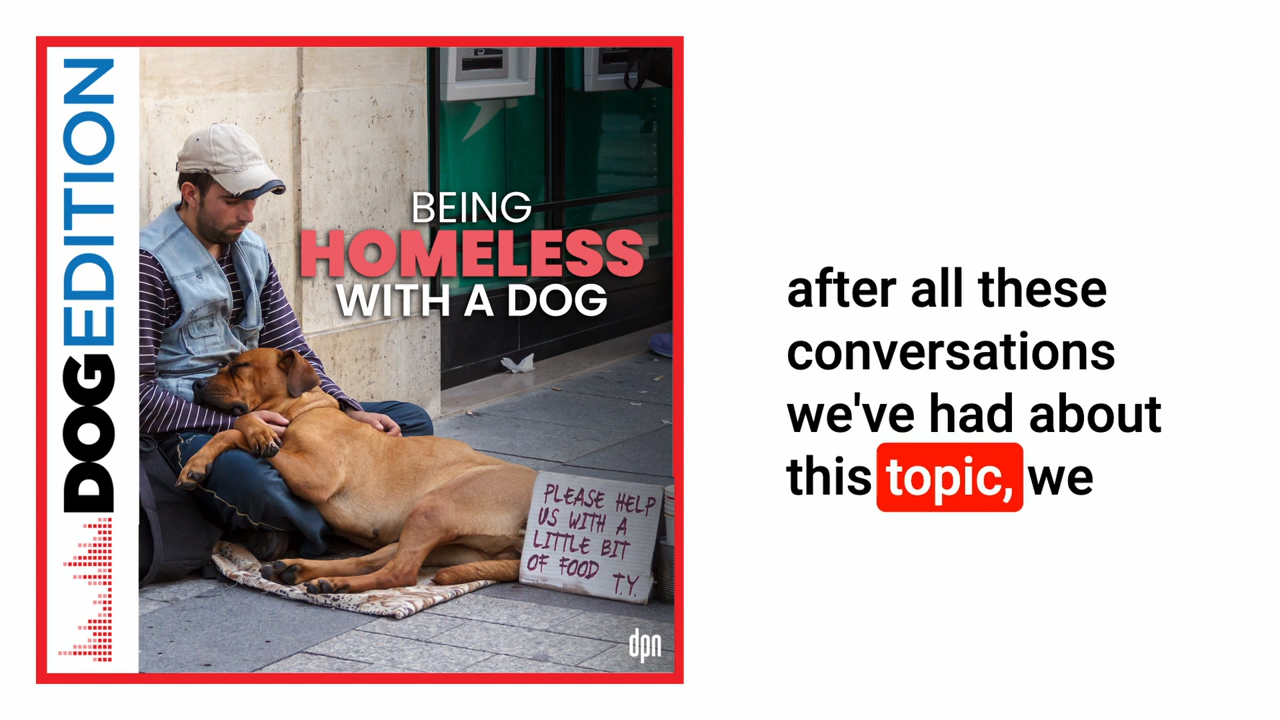 DOGEDITION
BEING
HOMELESS
WITH A DOG
PLEASE HELP
US WITH A
LITTLE BIT
OF FOOD T.Y.
dpn
after all these
conversations
we've had about
this topic, we